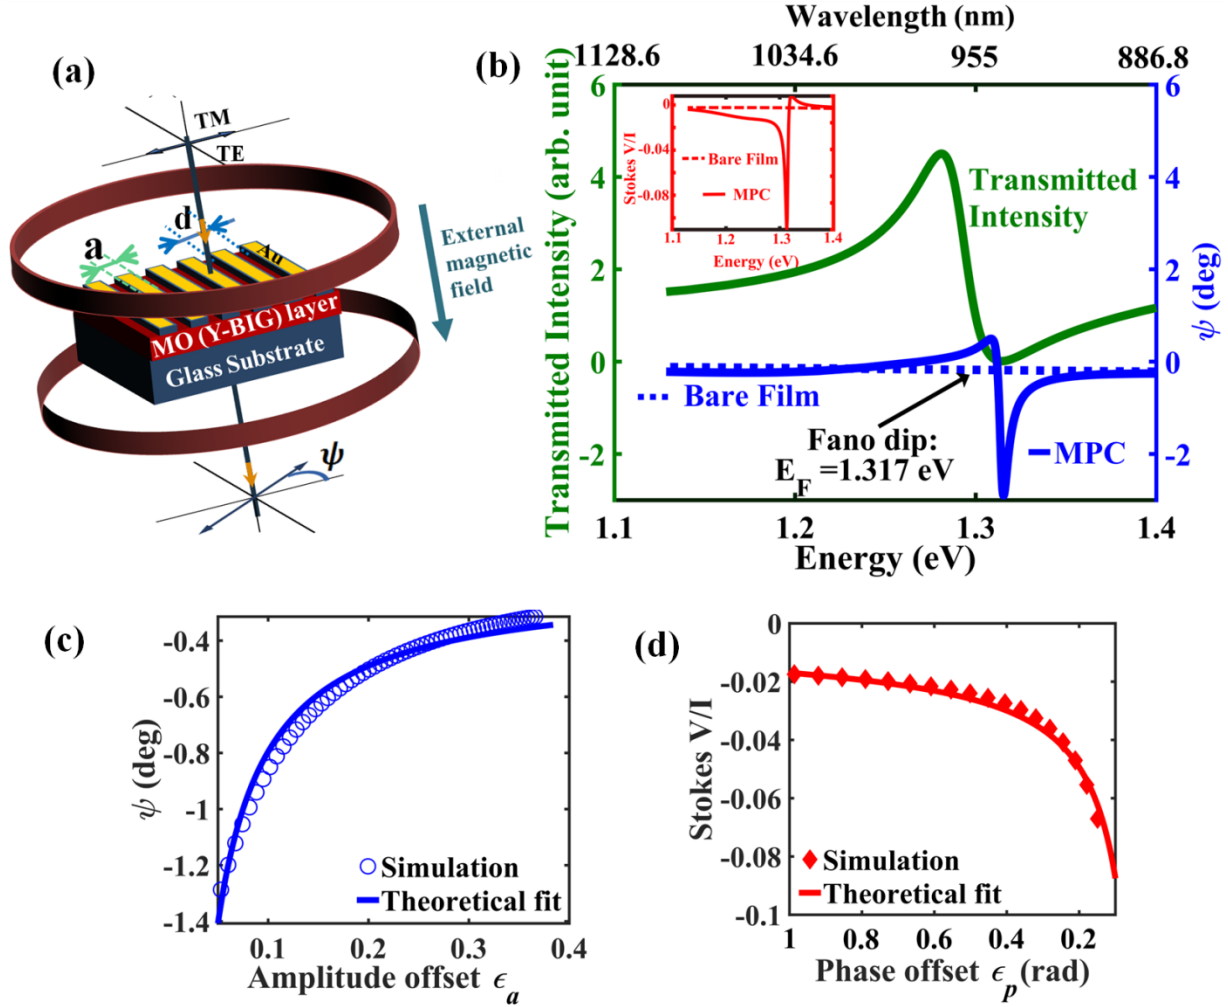 (a)
TM
TE
d
a
Au
MO (Y-BIG) layer
Glass Substrate
External
magnetic
field
ψ
(b)
Wavelength (nm)
1128.6 1034.6 955 886.8
Transmitted Intensity (arb. unit)
6
4
2
0
-2
Stokes V/I
0
-0.04
-0.08
Bare Film
MPC
1.1 1.2 1.3 1.4
Energy (eV)
Transmitted
Intensity
Bare Film
Fano dip:
E_F =1.317 eV
MPC
6
4
2
0
-2
ψ (deg)
1.1 1.2 1.3 1.4
Energy (eV)
(c)
ψ (deg)
-0.4
-0.6
-0.8
-1
-1.2
-1.4
Simulation
Theoretical fit
0.1 0.2 0.3 0.4
Amplitude offset ϵ_a
(d)
Stokes V/I
0
-0.02
-0.04
-0.06
-0.08
-0.1
Simulation
Theoretical fit
1 0.8 0.6 0.4 0.2
Phase offset ϵ_p (rad)